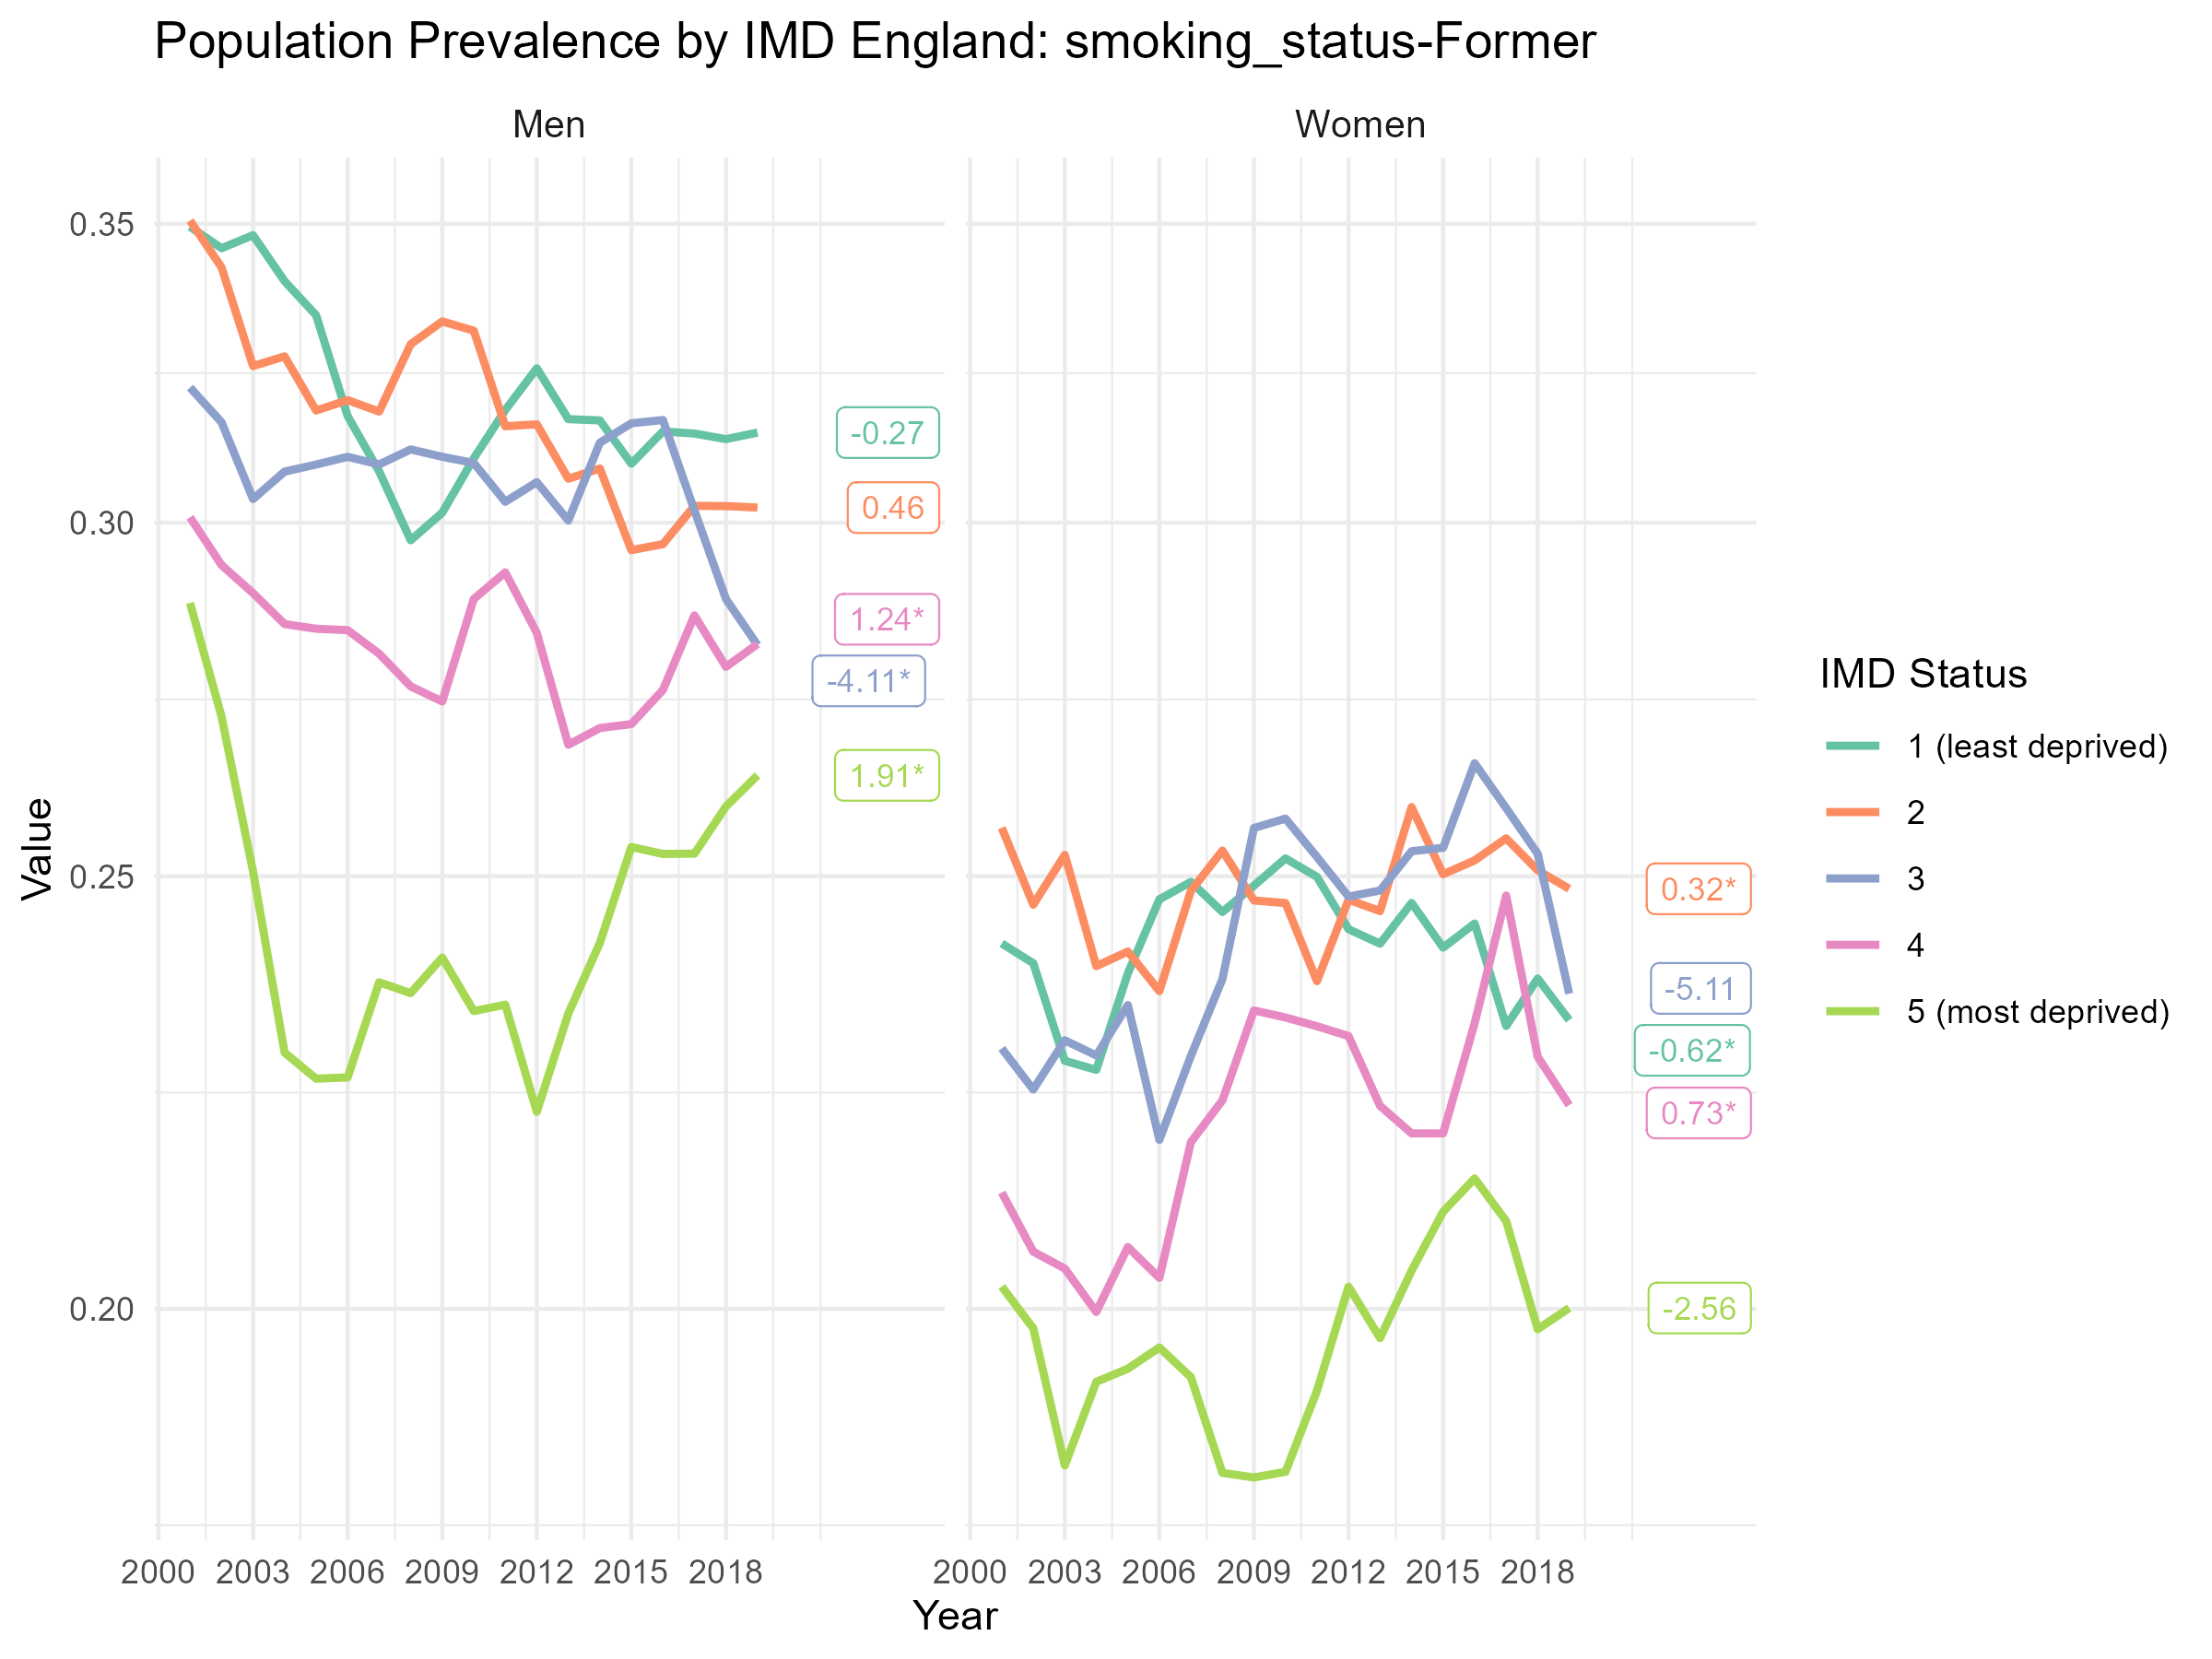 Population Prevalence by IMD England: smoking_status-Former
Men
Women
Value
0.35
0.30
0.25
0.20
-0.27
0.46
1.24*
-4.11*
1.91*
0.32*
-5.11
-0.62*
0.73*
-2.56
2000 2003 2006 2009 2012 2015 2018
2000 2003 2006 2009 2012 2015 2018
Year
IMD Status
1 (least deprived)
2
3
4
5 (most deprived)